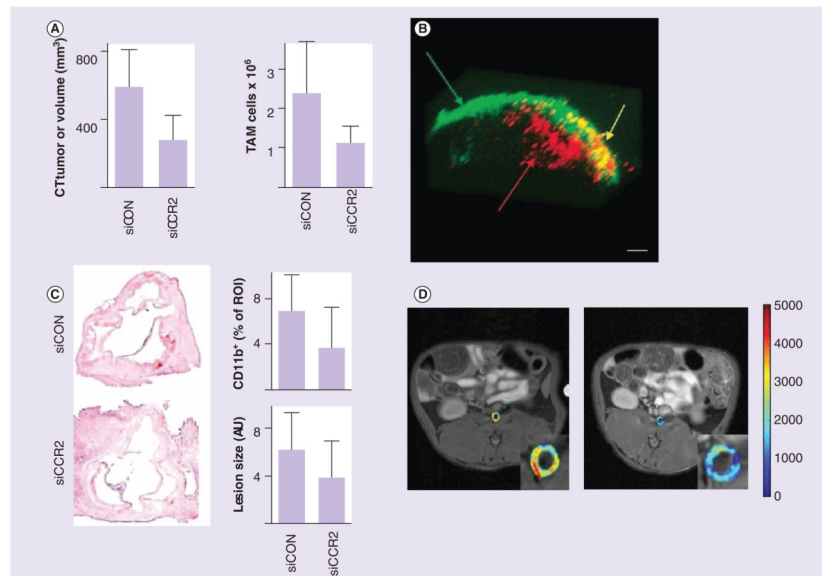 A
CTtumor or volume (mm³)
800
400
siCON
siCCR2
TAM cells x 10⁶
3
2
1
0
siCON
siCCR2
B
C
siCON
siCCR2
CD11b⁺ (% of ROI)
8
4
Lesion size (AU)
8
4
siCON
siCCR2
D
5000
4000
3000
2000
1000
0